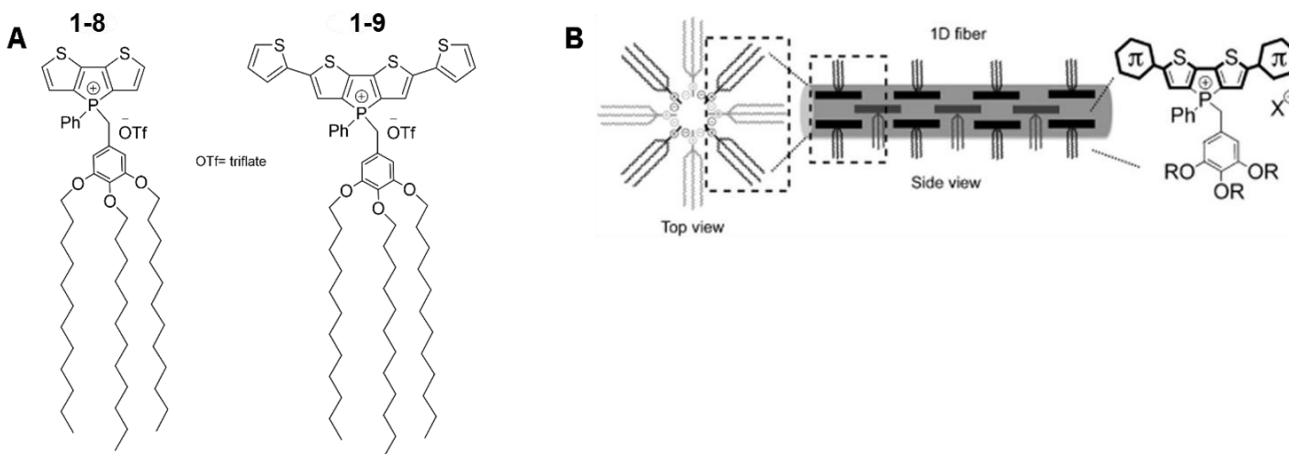 A
1-8
1-9
S
S
P
+
Ph
−
OTf
O
O
O
OTf= triflate
S
S
S
S
P
+
Ph
−
OTf
O
O
O
B
1D fiber
Top view
Side view
π
S
S
π
P
+
Ph
X⊖
RO
OR
OR